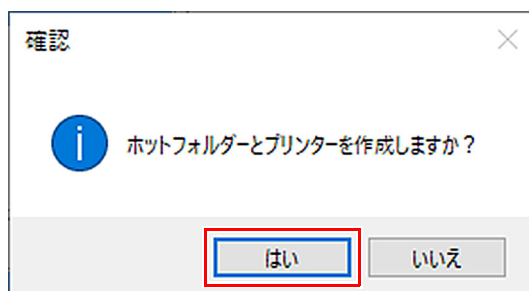 確認
ホットフォルダーとプリンターを作成しますか？
はい
いいえ